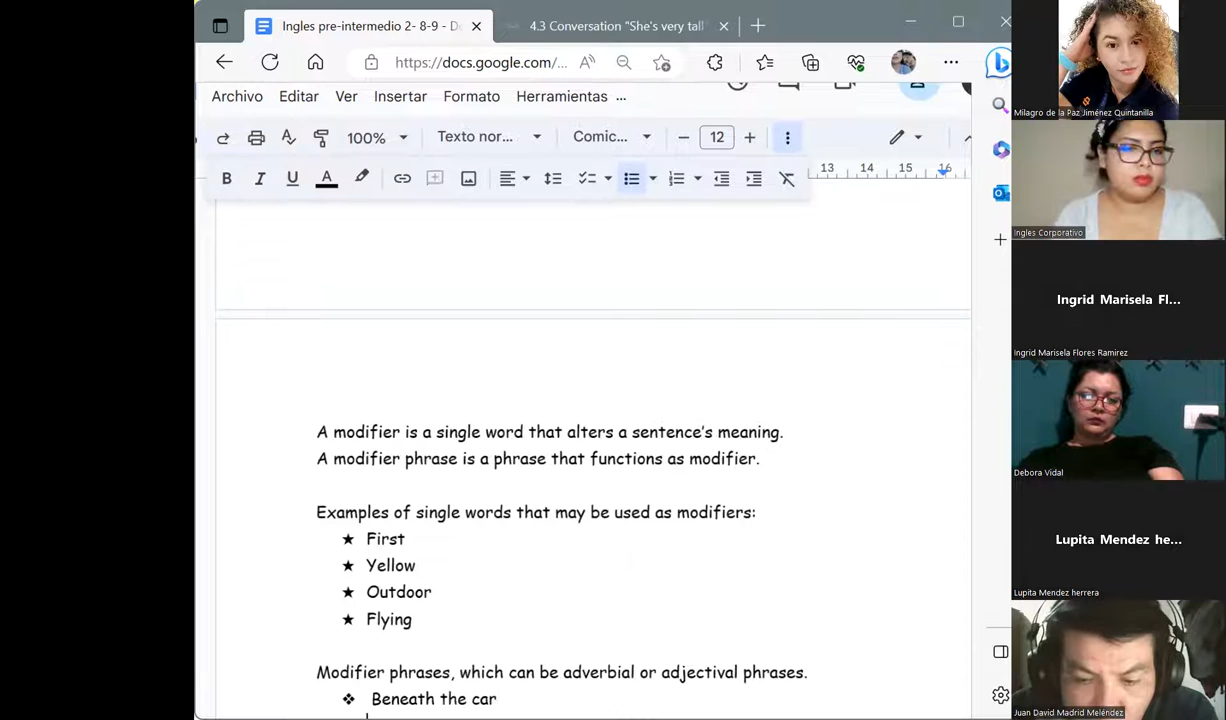 Ingles pre-intermedio 2- 8-9 - De
4.3 Conversation "She's very tall"
https://docs.google.com/...
Archivo Editar Ver Insertar Formato Herramientas ...
100% Texto nor... Comic... 12
13 14 15 16
A modifier is a single word that alters a sentence's meaning.
A modifier phrase is a phrase that functions as modifier.
Examples of single words that may be used as modifiers:
First
Yellow
Outdoor
Flying
Modifier phrases, which can be adverbial or adjectival phrases.
Beneath the car
Milagro de la Paz Jiménez Quintanilla
Ingles Corporativo
Ingrid Marisela Fl...
Ingrid Marisela Flores Ramirez
Debora Vidal
Lupita Mendez he...
Lupita Mendez herrera
Juan David Madrid Meléndez